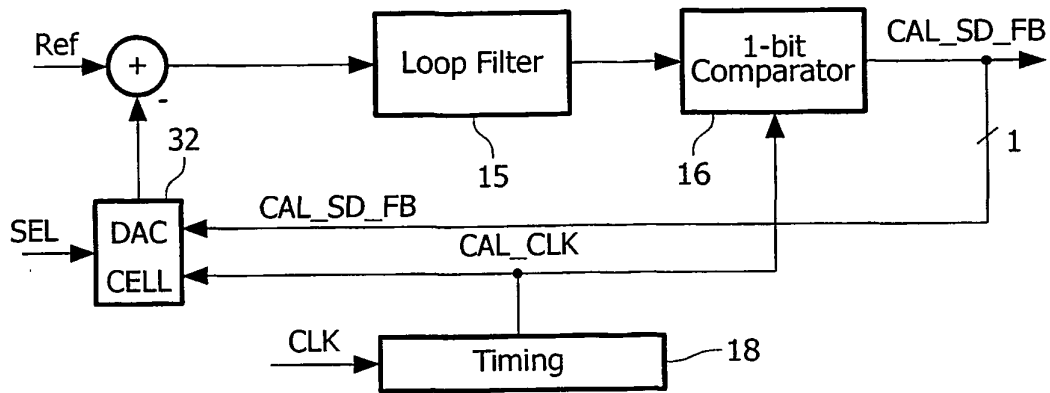 Ref
+
-
Loop Filter
15
1-bit
Comparator
16
CAL_SD_FB
1
32
SEL
DAC
CELL
CAL_SD_FB
CAL_CLK
CLK
Timing
18